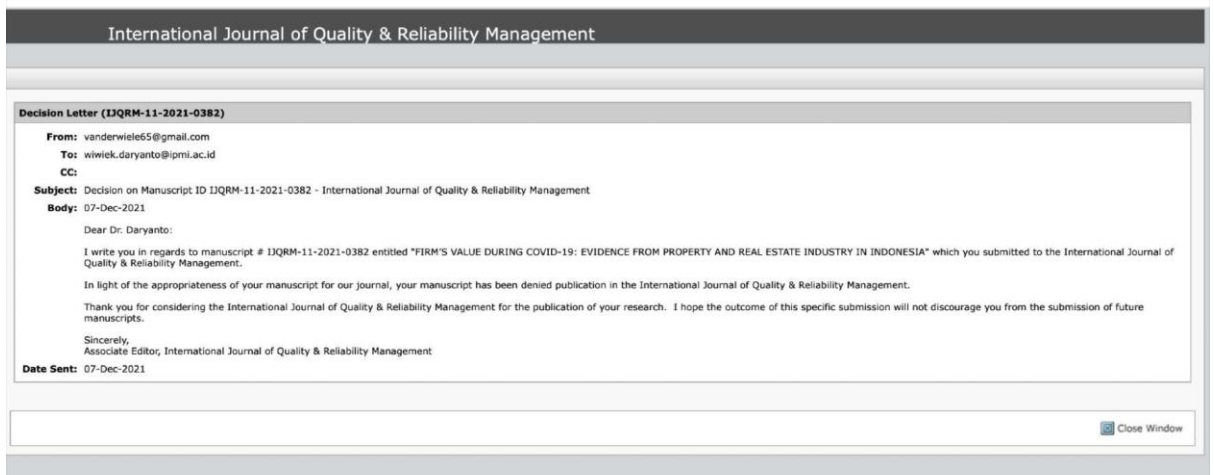 International Journal of Quality & Reliability Management
Decision Letter (IJQRM-11-2021-0382)
From: vanderwiele65@gmail.com
To: wiwiek.daryanto@ipmi.ac.id
CC:
Subject: Decision on Manuscript ID IJQRM-11-2021-0382 - International Journal of Quality & Reliability Management
Body: 07-Dec-2021
Dear Dr. Daryanto:
I write you in regards to manuscript # IJQRM-11-2021-0382 entitled "FIRM'S VALUE DURING COVID-19: EVIDENCE FROM PROPERTY AND REAL ESTATE INDUSTRY IN INDONESIA" which you submitted to the International Journal of
Quality & Reliability Management.
In light of the appropriateness of your manuscript for our journal, your manuscript has been denied publication in the International Journal of Quality & Reliability Management.
Thank you for considering the International Journal of Quality & Reliability Management for the publication of your research. I hope the outcome of this specific submission will not discourage you from the submission of future
manuscripts.
Sincerely,
Associate Editor, International Journal of Quality & Reliability Management
Date Sent: 07-Dec-2021
Close Window